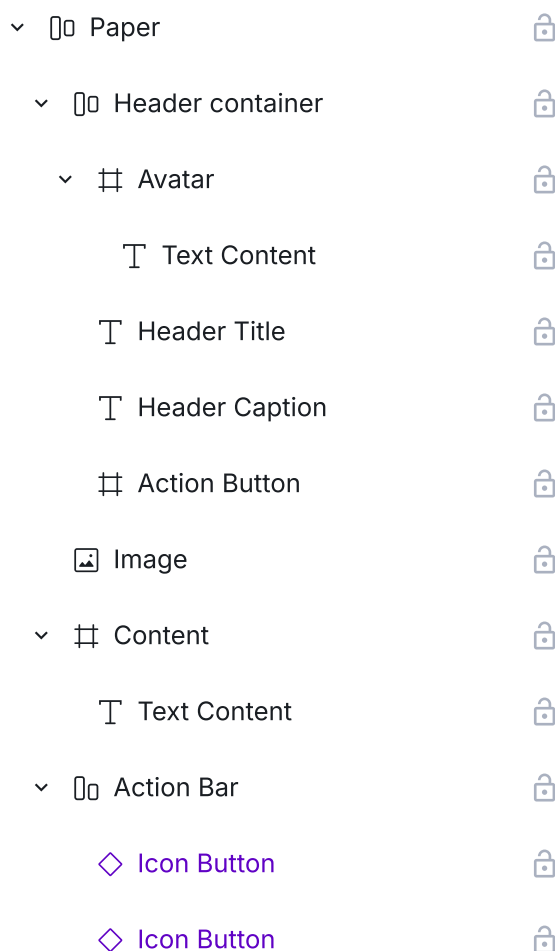 Paper
Header container
Avatar
Text Content
Header Title
Header Caption
Action Button
Image
Content
Text Content
Action Bar
Icon Button
Icon Button